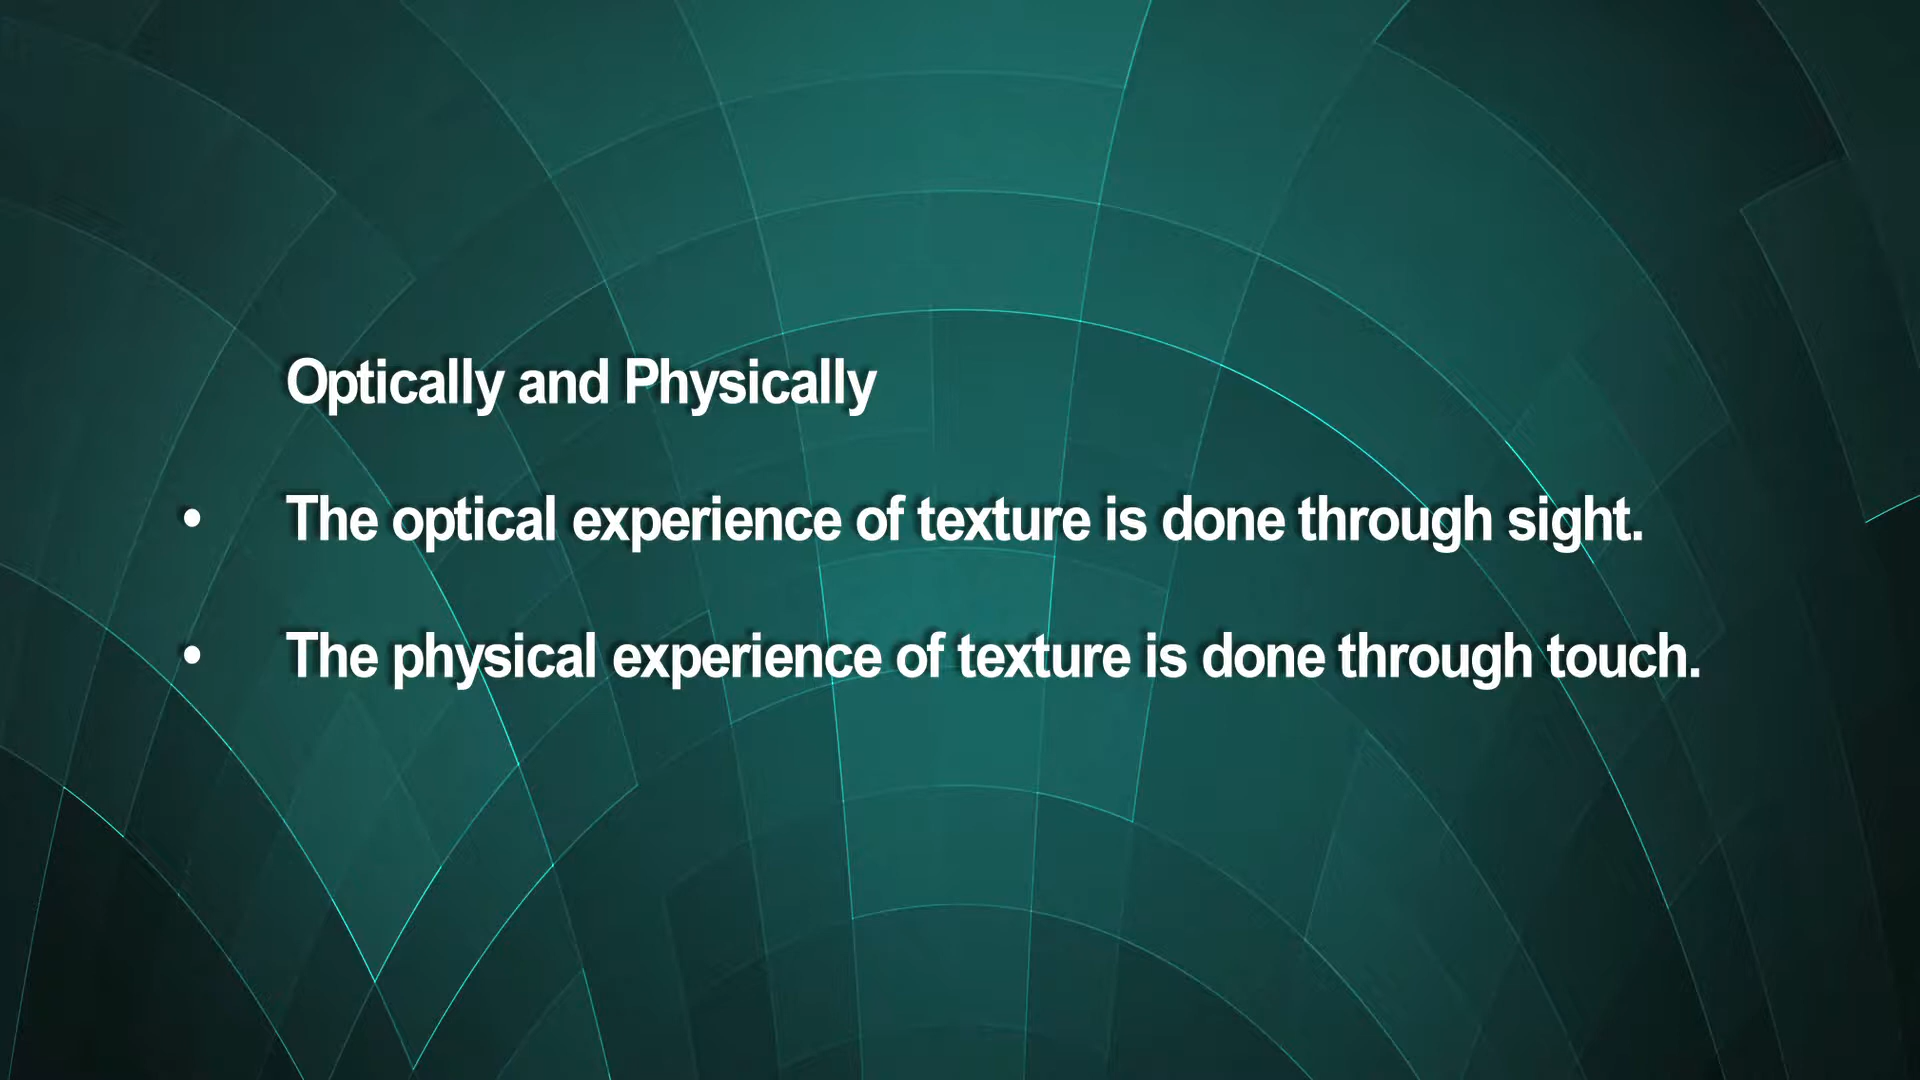 Optically and Physically
• The optical experience of texture is done through sight.
• The physical experience of texture is done through touch.